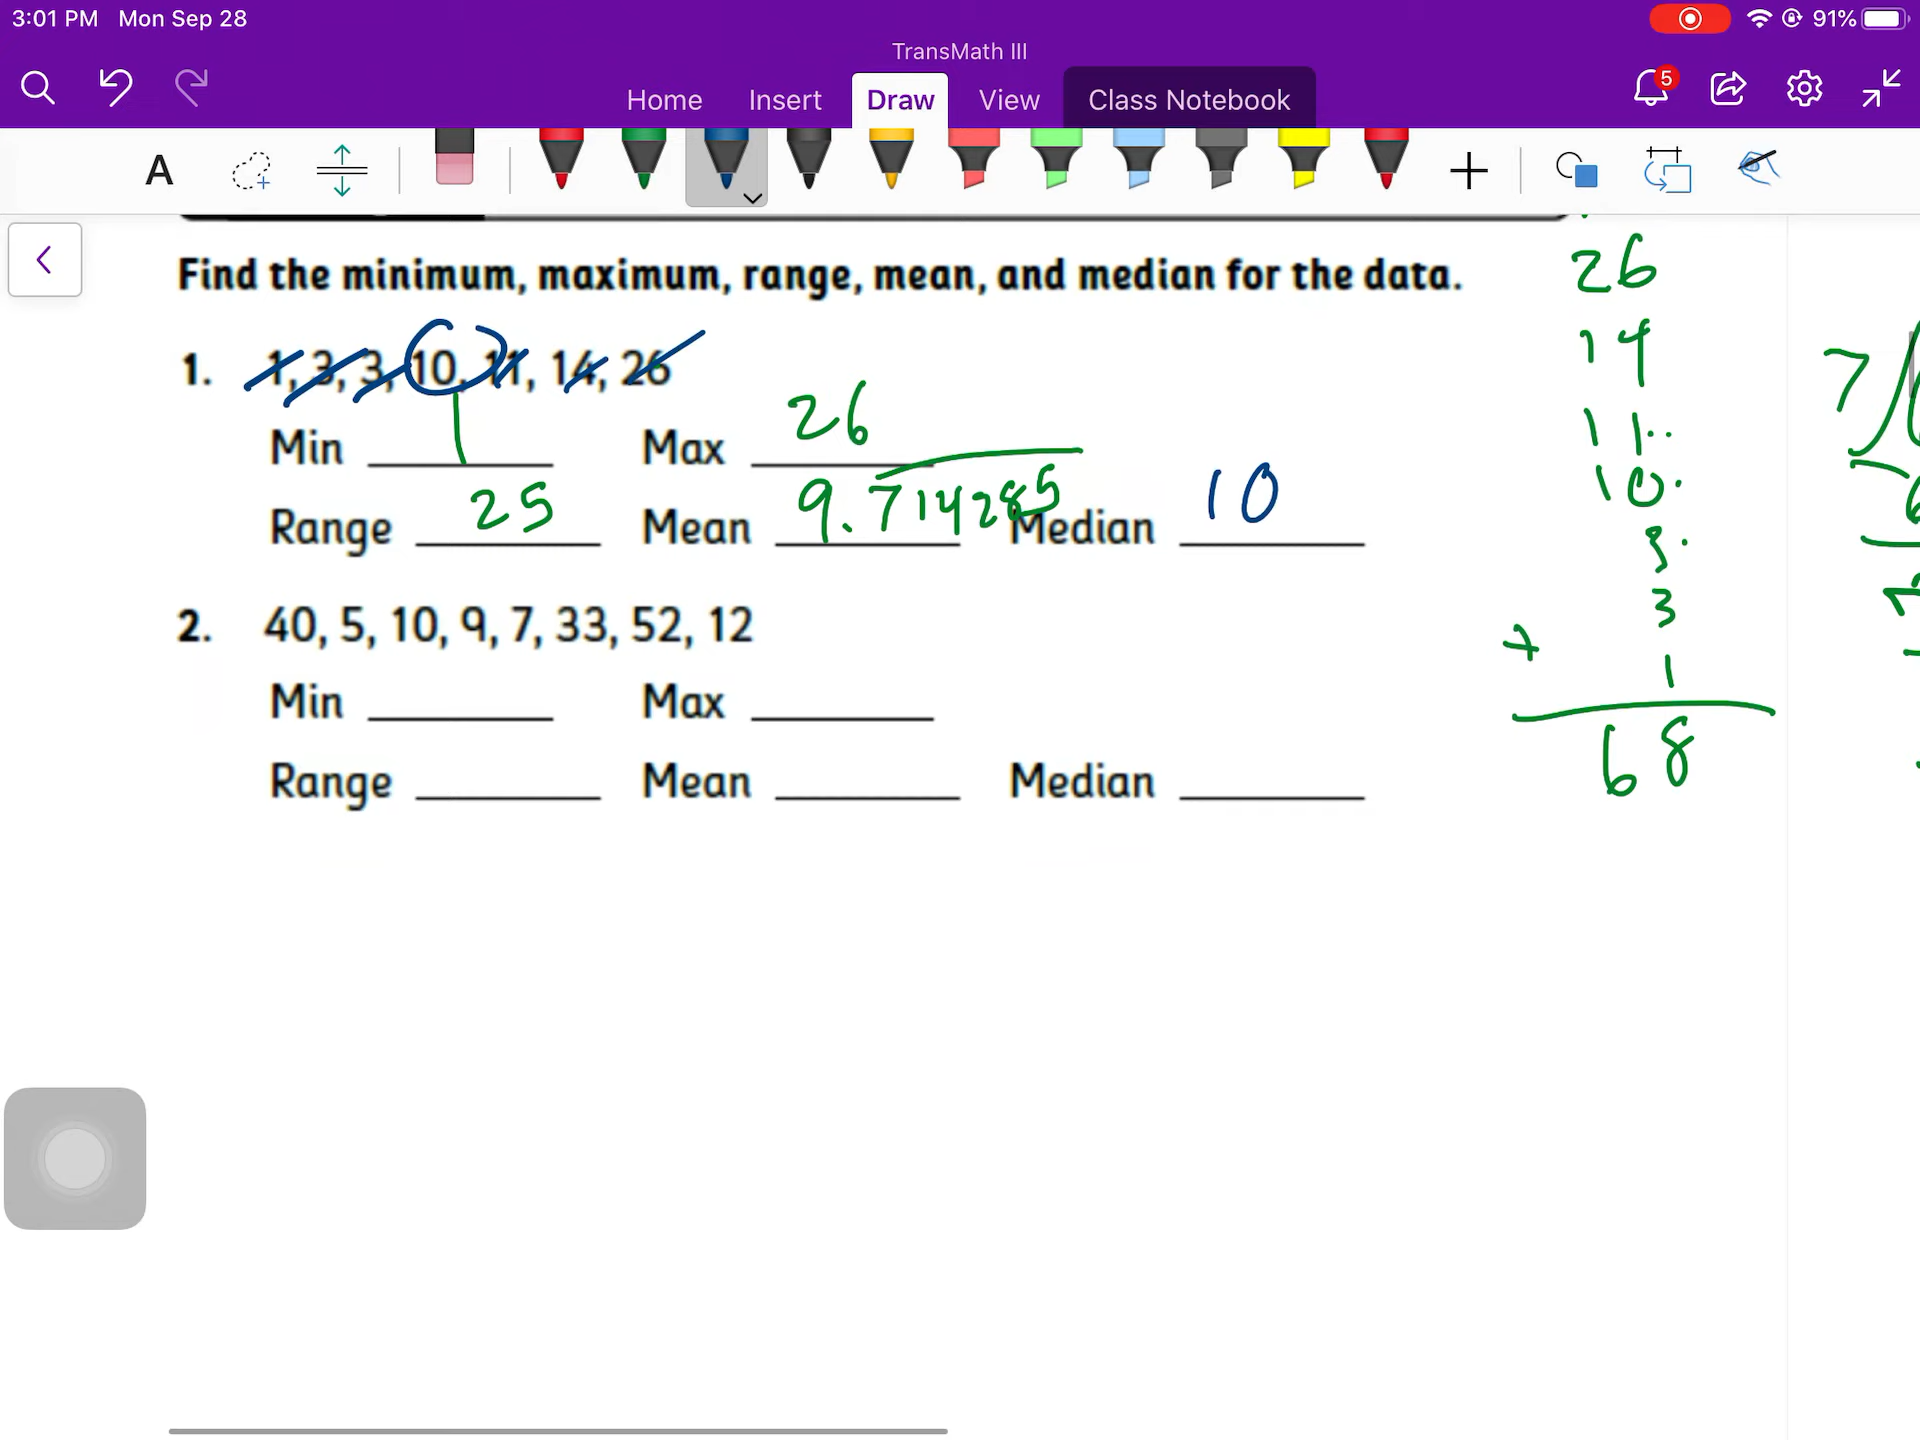 3:01 PM Mon Sep 28 91%
TransMath III
Home Insert Draw View Class Notebook 5
A
Find the minimum, maximum, range, mean, and median for the data.
1. 1, 3, 3, 10, 11, 14, 26
Min 1 Max 26
Range 25 Mean 9.714285 Median 10
2. 40, 5, 10, 9, 7, 33, 52, 12
Min Max
Range Mean Median
26
14
11
10
3
3
+ 1
68
7